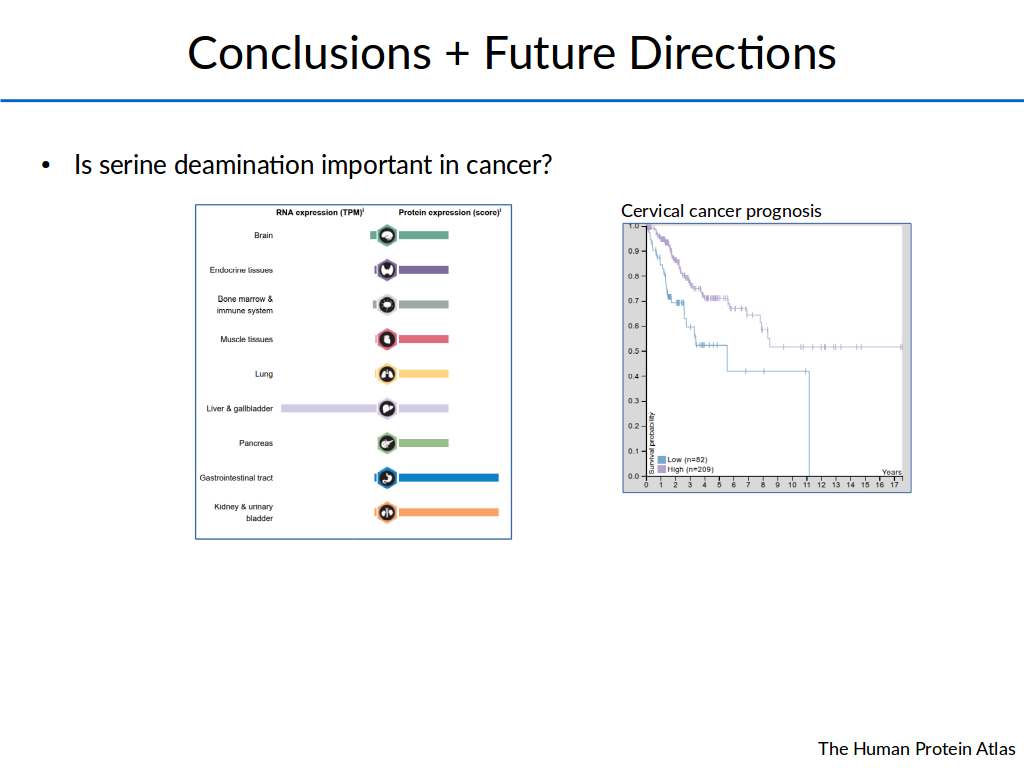 Conclusions + Future Directions
• Is serine deamination important in cancer?
RNA expression (TPM)ⁱ Protein expression (score)ⁱ
Brain
Endocrine tissues
Bone marrow &
immune system
Muscle tissues
Lung
Liver & gallbladder
Pancreas
Gastrointestinal tract
Kidney & urinary
bladder
Cervical cancer prognosis
1.0
0.9
0.8
0.7
0.6
0.5
0.4
0.3
0.2
0.1
0.0
Survival probability
Low (n=82)
High (n=209)
Years
0 1 2 3 4 5 6 7 8 9 10 11 12 13 14 15 16 17
The Human Protein Atlas